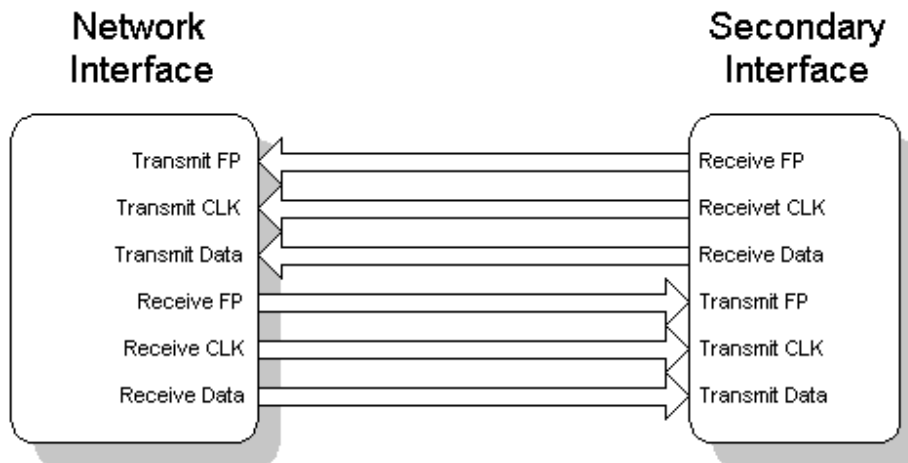 Network
Interface
Secondary
Interface
Transmit FP
Transmit CLK
Transmit Data
Receive FP
Receive CLK
Receive Data
Receive FP
Receivet CLK
Receive Data
Transmit FP
Transmit CLK
Transmit Data